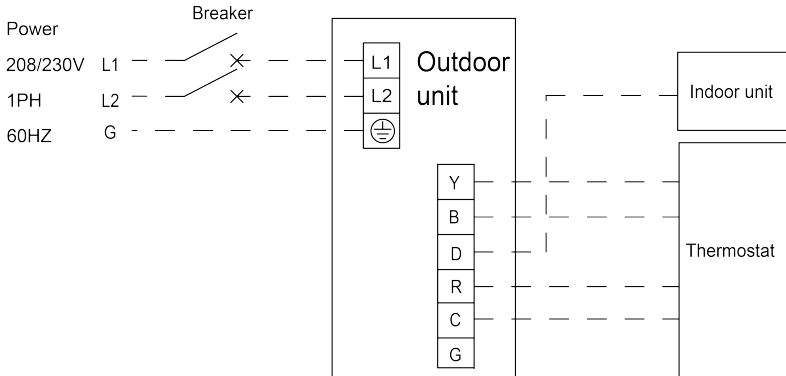 Breaker
Power
208/230V L1
1PH L2
60HZ G
L1
L2
Outdoor
unit
Indoor unit
Y
B
D
R
C
G
Thermostat